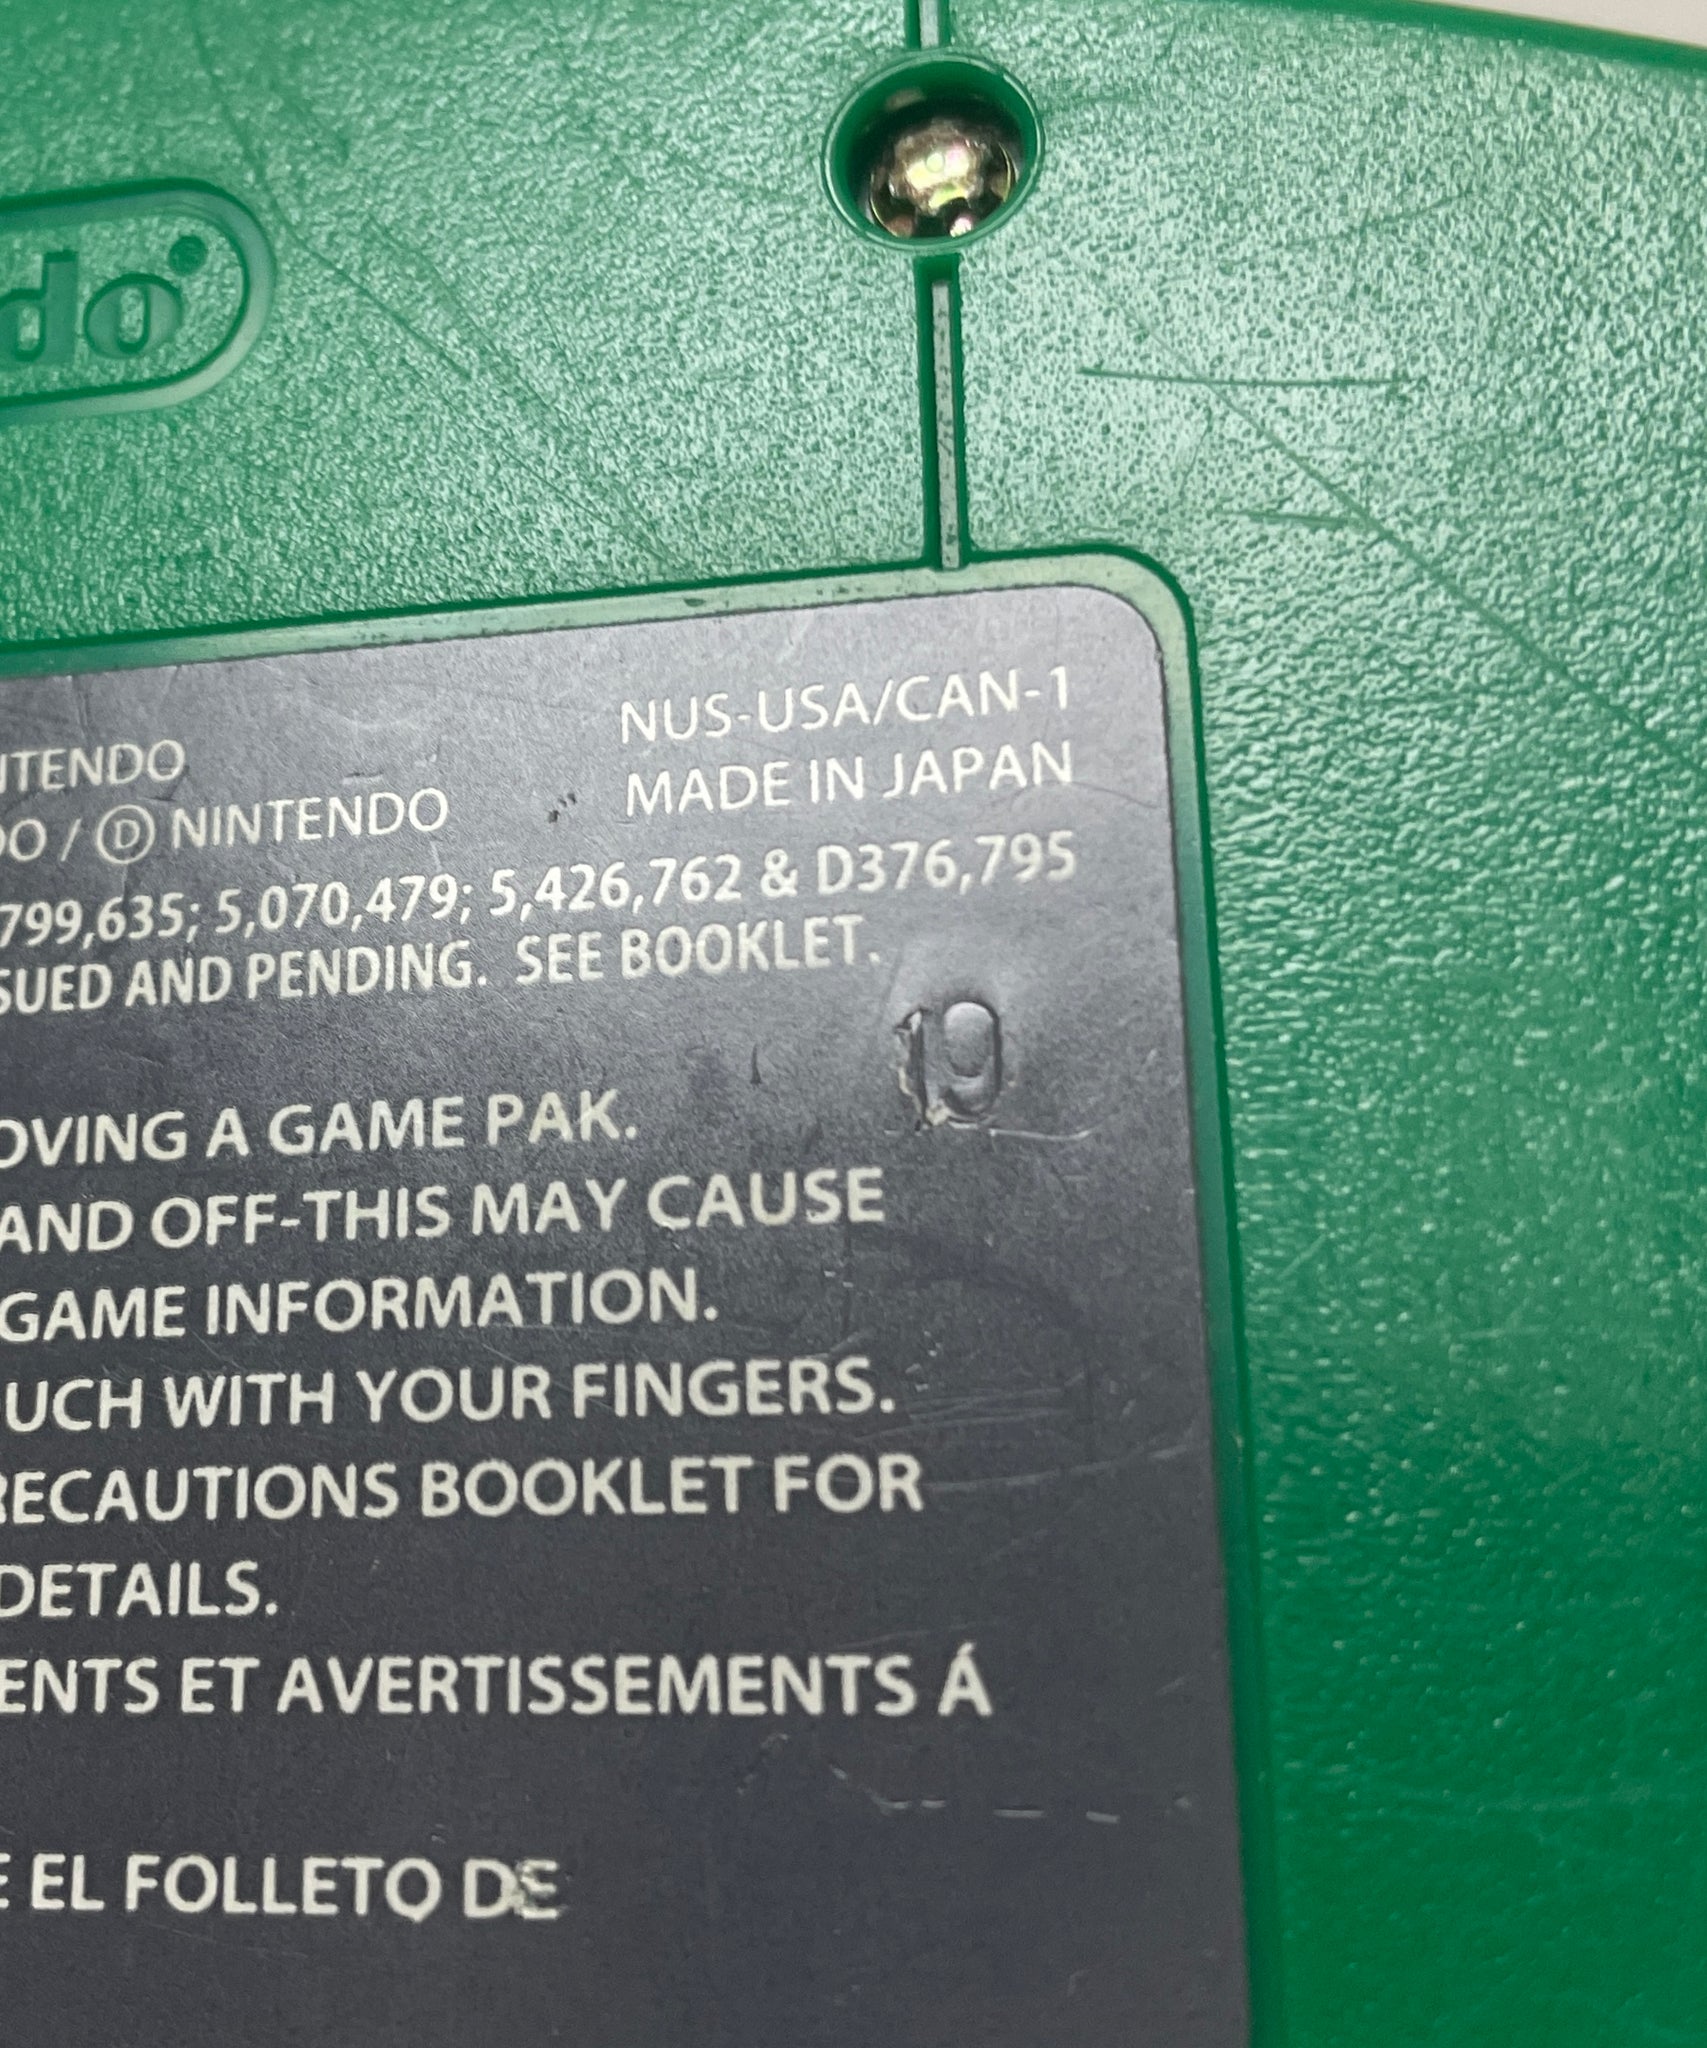 do
NUS-USA/CAN-1
NTENDO
MADE IN JAPAN
DO / Ⓓ NINTENDO
799,635; 5,070,479; 5,426,762 & D376,795
SUED AND PENDING. SEE BOOKLET.
19
OVING A GAME PAK.
AND OFF-THIS MAY CAUSE
GAME INFORMATION.
UCH WITH YOUR FINGERS.
RECAUTIONS BOOKLET FOR
DETAILS.
ENTS ET AVERTISSEMENTS Á
E EL FOLLETO DE